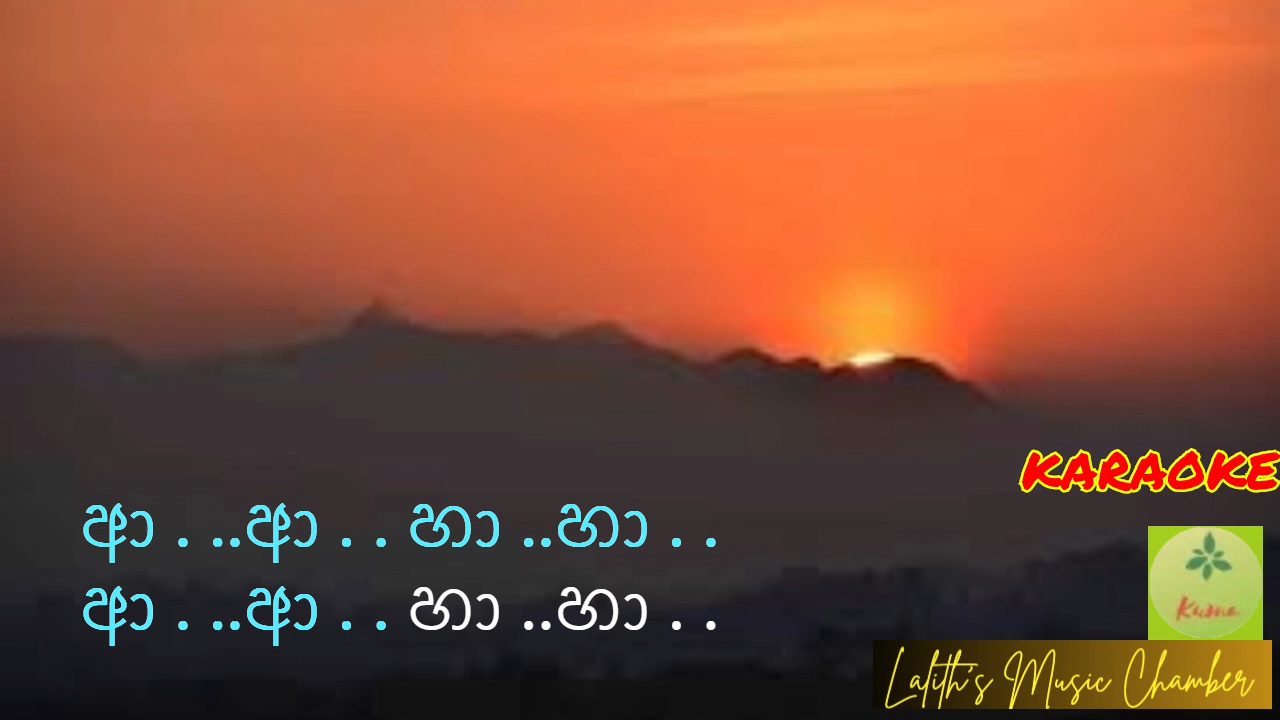 KARAOKE
ආ . ..ආ . . හා ..හා . .
ආ . ..ආ . . හා ..හා . .
Kusma
Lalith's Music Chamber